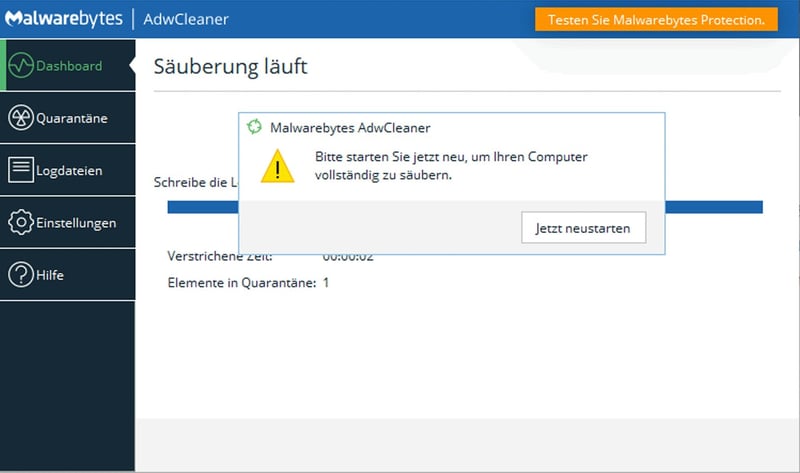 Malwarebytes | AdwCleaner
Testen Sie Malwarebytes Protection.
Dashboard
Quarantäne
Logdateien
Einstellungen
Hilfe
Säuberung läuft
Malwarebytes AdwCleaner
Bitte starten Sie jetzt neu, um Ihren Computer
vollständig zu säubern.
Jetzt neustarten
Schreibe die
Verstrichene Zeit: 00:00:02
Elemente in Quarantäne: 1